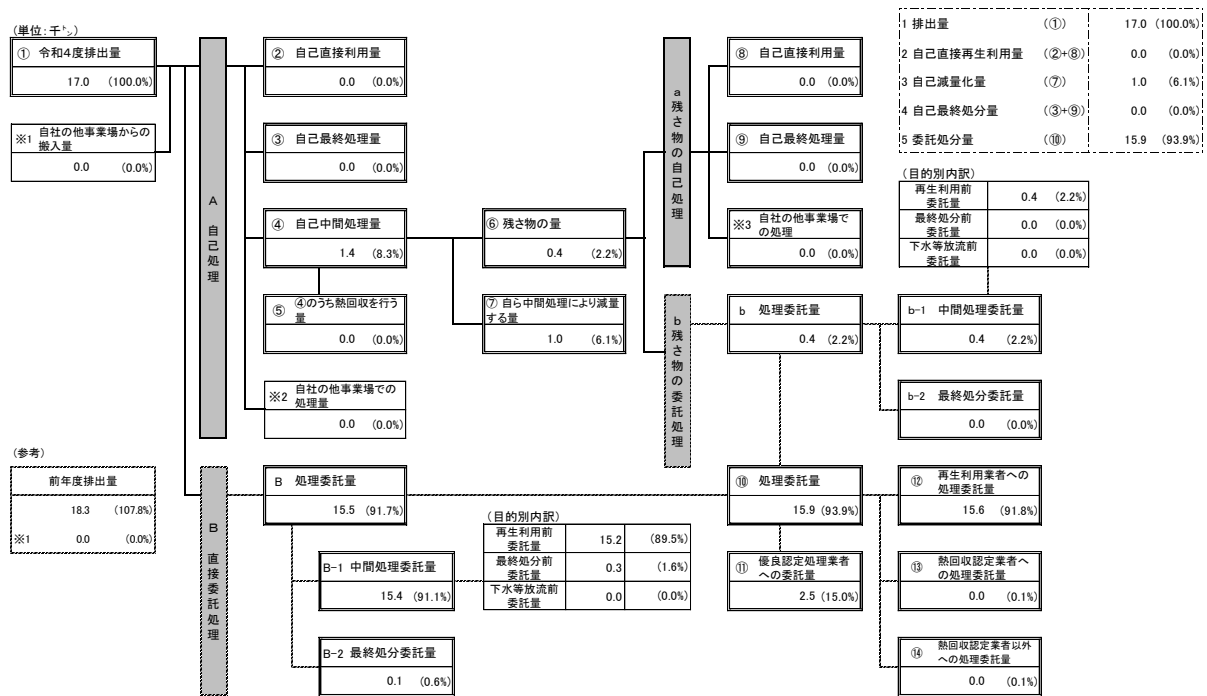 (単位:千㌧)
① 令和4度排出量
17.0 (100.0%)
※1 自社の他事業場からの
搬入量
0.0 (0.0%)
(参考)
前年度排出量
18.3 (107.8%)
※1 0.0 (0.0%)
A 自己処理
B 直接委託処理
② 自己直接利用量
0.0 (0.0%)
③ 自己最終処理量
0.0 (0.0%)
④ 自己中間処理量
1.4 (8.3%)
⑤ ④のうち熱回収を行う
量
0.0 (0.0%)
※2 自社の他事業場での
処理量
0.0 (0.0%)
B 処理委託量
15.5 (91.7%)
B-1 中間処理委託量
15.4 (91.1%)
B-2 最終処分委託量
0.1 (0.6%)
(目的別内訳)
再生利用前
委託量 15.2 (89.5%)
最終処分前
委託量 0.3 (1.6%)
下水等放流前
委託量 0.0 (0.0%)
⑥ 残さ物の量
0.4 (2.2%)
⑦ 自ら中間処理により減量
する量
1.0 (6.1%)
a 残さ物の自己処理
b 残さ物の委託処理
⑧ 自己直接利用量
0.0 (0.0%)
⑨ 自己最終処理量
0.0 (0.0%)
※3 自社の他事業場で
の処理
0.0 (0.0%)
b 処理委託量
0.4 (2.2%)
⑩ 処理委託量
15.9 (93.9%)
⑪ 優良認定処理業者
への委託量
2.5 (15.0%)
1 排出量 (①) 17.0 (100.0%)
2 自己直接再生利用量 (②+⑧) 0.0 (0.0%)
3 自己減量化量 (⑦) 1.0 (6.1%)
4 自己最終処分量 (③+⑨) 0.0 (0.0%)
5 委託処分量 (⑩) 15.9 (93.9%)
(目的別内訳)
再生利用前
委託量 0.4 (2.2%)
最終処分前
委託量 0.0 (0.0%)
下水等放流前
委託量 0.0 (0.0%)
b-1 中間処理委託量
0.4 (2.2%)
b-2 最終処分委託量
0.0 (0.0%)
⑫ 再生利用業者への
処理委託量
15.6 (91.8%)
⑬ 熱回収認定業者へ
の処理委託量
0.0 (0.1%)
⑭ 熱回収認定業者以外
への処理委託量
0.0 (0.1%)